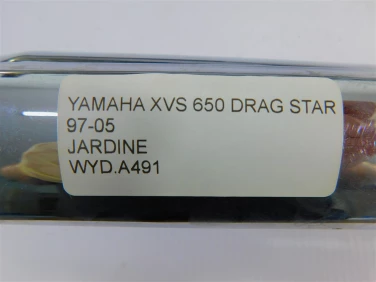 YAMAHA XVS 650 DRAG STAR
97-05
JARDINE
WYD.A491